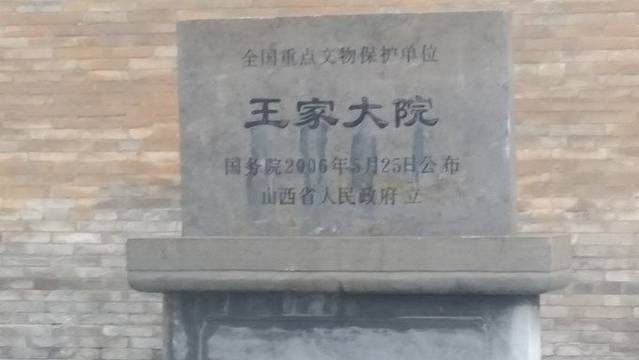 全国重点文物保护单位
王家大院
国务院2006年5月25日公布
山西省人民政府 立